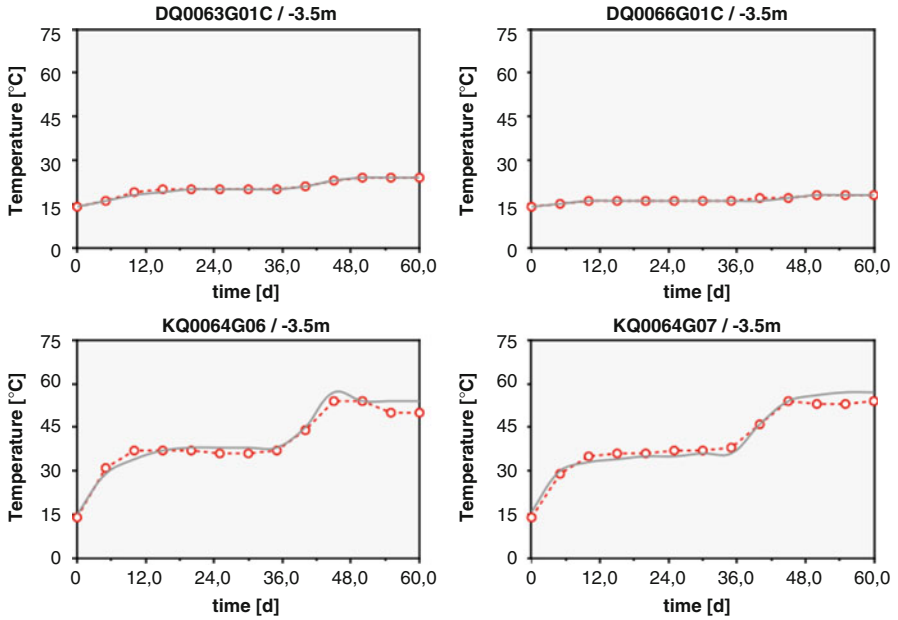 DQ0063G01C / -3.5m
75
60
45
30
15
0
Temperature [°C]
0 12,0 24,0 36,0 48,0 60,0
time [d]
DQ0066G01C / -3.5m
75
60
45
30
15
0
Temperature [°C]
0 12,0 24,0 36,0 48,0 60,0
time [d]
KQ0064G06 / -3.5m
75
60
45
30
15
0
Temperature [°C]
0 12,0 24,0 36,0 48,0 60,0
time [d]
KQ0064G07 / -3.5m
75
60
45
30
15
0
Temperature [°C]
0 12,0 24,0 36,0 48,0 60,0
time [d]